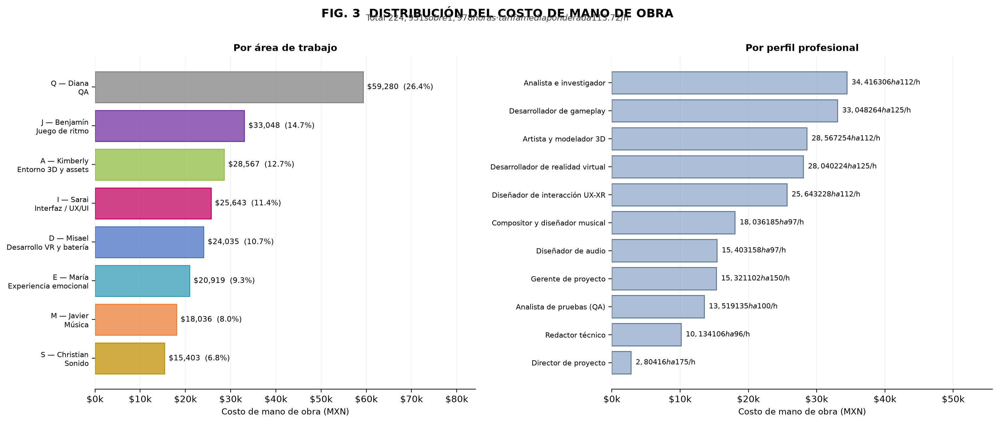 FIG. 3  DISTRIBUCIÓN DEL COSTO DE MANO DE OBRA
Total 224,931sobre1,978horas·tarifamediaponderada113.72/h
Por área de trabajo
Q — Diana
QA
$59,280  (26.4%)
J — Benjamín
Juego de ritmo
$33,048  (14.7%)
A — Kimberly
Entorno 3D y assets
$28,567  (12.7%)
I — Sarai
Interfaz / UX/UI
$25,643  (11.4%)
D — Misael
Desarrollo VR y batería
$24,035  (10.7%)
E — María
Experiencia emocional
$20,919  (9.3%)
M — Javier
Música
$18,036  (8.0%)
S — Christian
Sonido
$15,403  (6.8%)
$0k $10k $20k $30k $40k $50k $60k $70k $80k
Costo de mano de obra (MXN)
Por perfil profesional
Analista e investigador 34,416306ha112/h
Desarrollador de gameplay 33,048264ha125/h
Artista y modelador 3D 28,567254ha112/h
Desarrollador de realidad virtual 28,040224ha125/h
Diseñador de interacción UX-XR 25,643228ha112/h
Compositor y diseñador musical 18,036185ha97/h
Diseñador de audio 15,403158ha97/h
Gerente de proyecto 15,321102ha150/h
Analista de pruebas (QA) 13,519135ha100/h
Redactor técnico 10,134106ha96/h
Director de proyecto 2,80416ha175/h
$0k $10k $20k $30k $40k $50k
Costo de mano de obra (MXN)